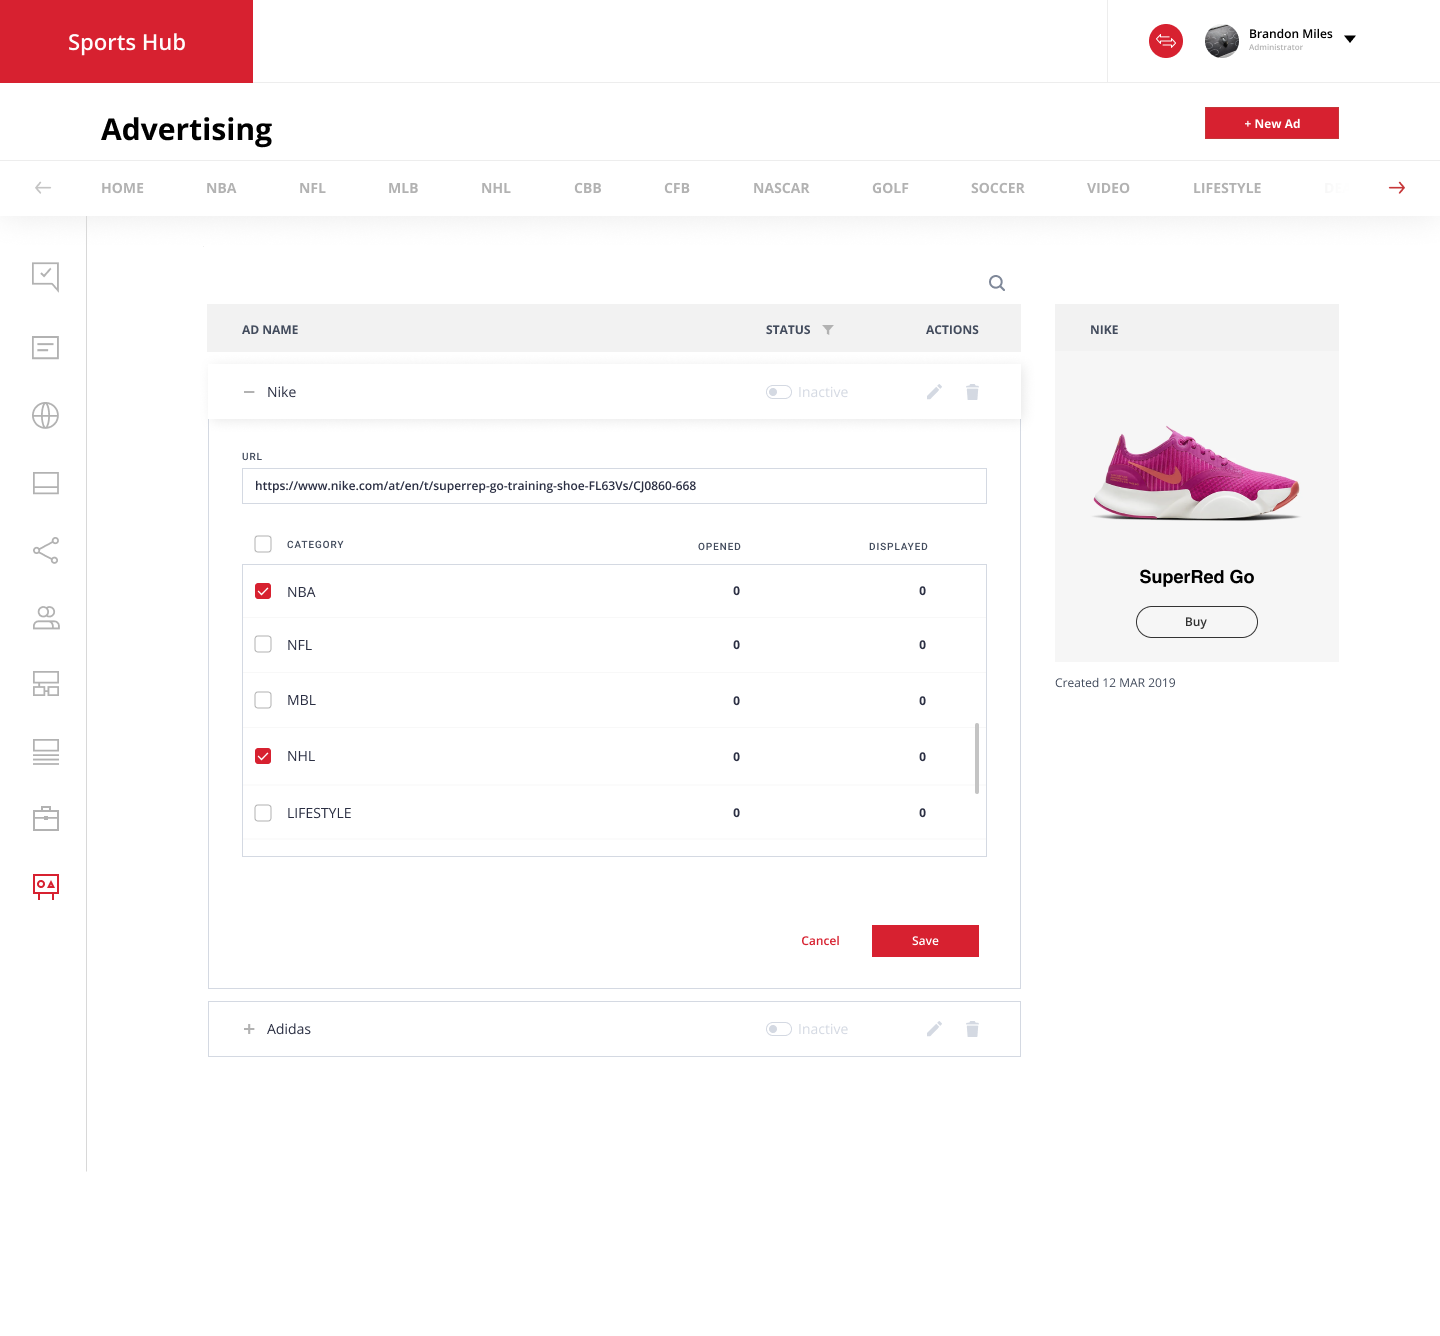 Sports Hub
Brandon Miles
Administrator
Advertising
+ New Ad
HOME NBA NFL MLB NHL CBB CFB NASCAR GOLF SOCCER VIDEO LIFESTYLE
AD NAME STATUS ACTIONS
NIKE
Nike Inactive
URL
https://www.nike.com/at/en/t/superrep-go-training-shoe-FL63Vs/CJ0860-668
CATEGORY OPENED DISPLAYED
NBA 0 0
NFL 0 0
MBL 0 0
NHL 0 0
LIFESTYLE 0 0
Cancel Save
Adidas Inactive
SuperRed Go
Buy
Created 12 MAR 2019